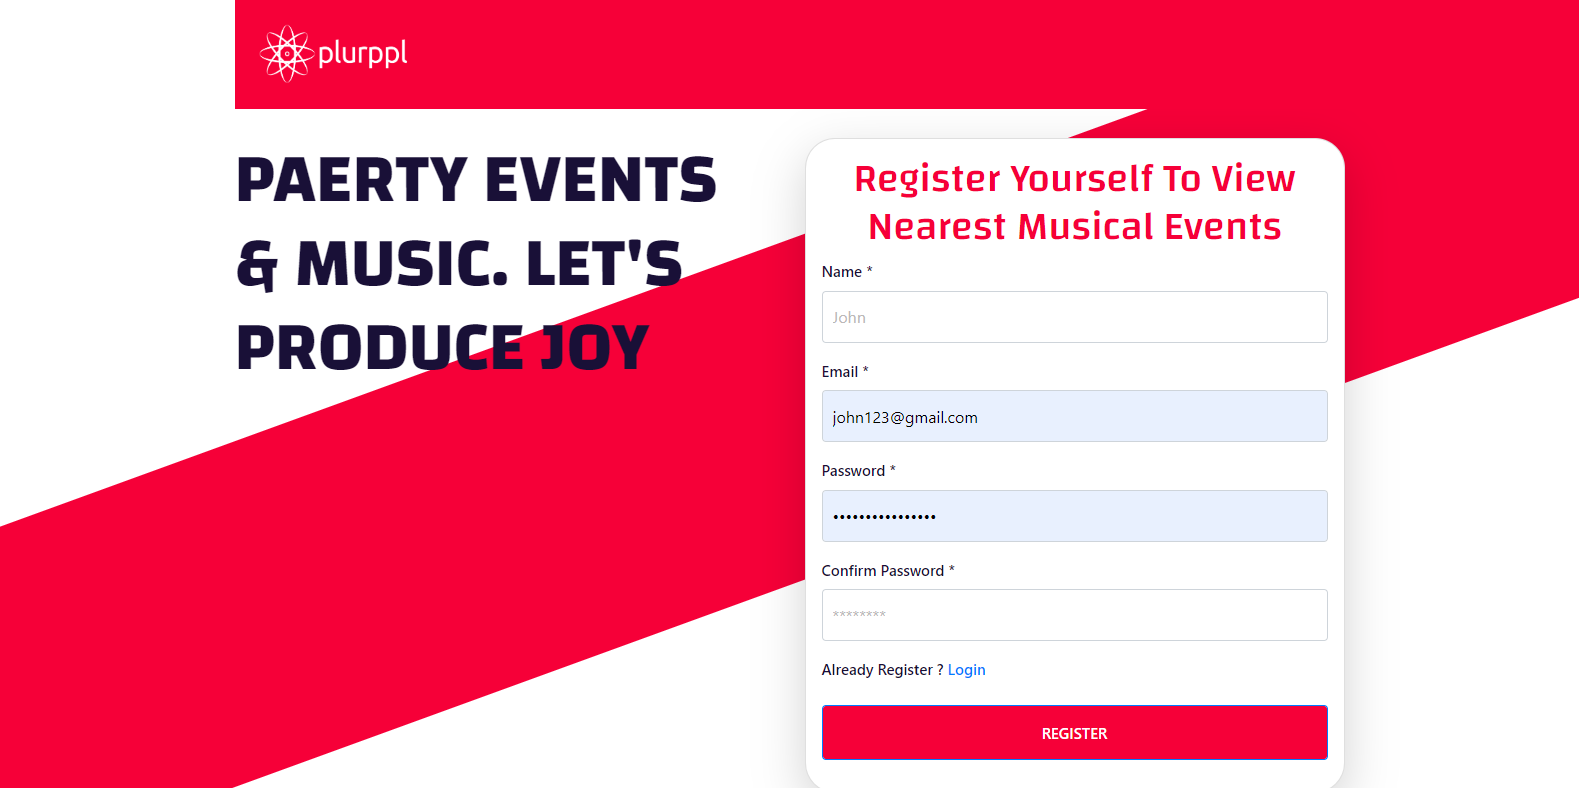 plurppl
PAERTY EVENTS
& MUSIC. LET'S
PRODUCE JOY
Register Yourself To View
Nearest Musical Events
Name *
John
Email *
john123@gmail.com
Password *
••••••••••••••••
Confirm Password *
********
Already Register ? Login
REGISTER